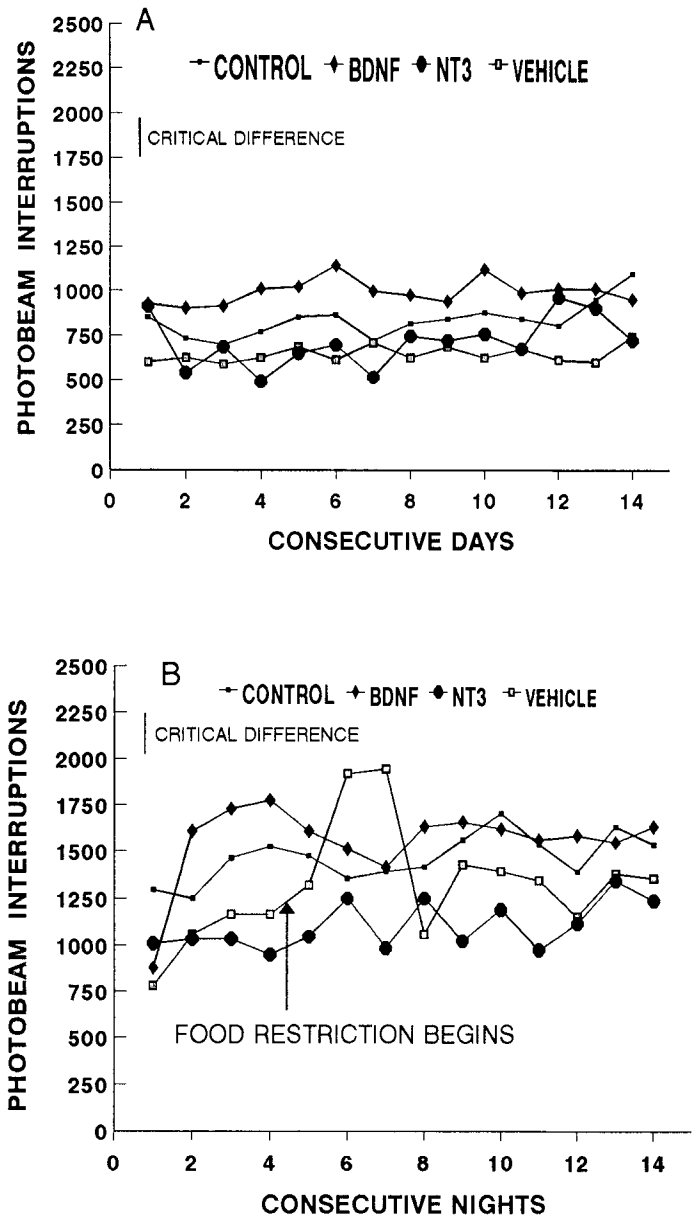 A
2500
2250
2000
1750
1500
1250
1000
750
500
250
0
PHOTOBEAM INTERRUPTIONS
CONTROL BDNF NT3 VEHICLE
CRITICAL DIFFERENCE
0 2 4 6 8 10 12 14
CONSECUTIVE DAYS
B
2500
2250
2000
1750
1500
1250
1000
750
500
250
0
PHOTOBEAM INTERRUPTIONS
CONTROL BDNF NT3 VEHICLE
CRITICAL DIFFERENCE
FOOD RESTRICTION BEGINS
0 2 4 6 8 10 12 14
CONSECUTIVE NIGHTS